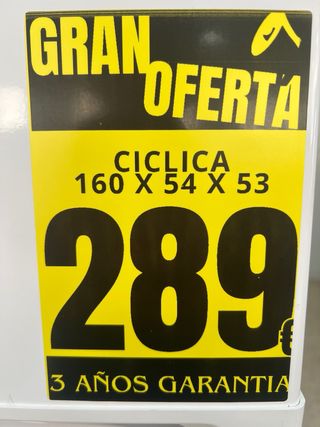 GRAN
OFERTA
CICLICA
160 X 54 X 53
289€
3 AÑOS GARANTIA